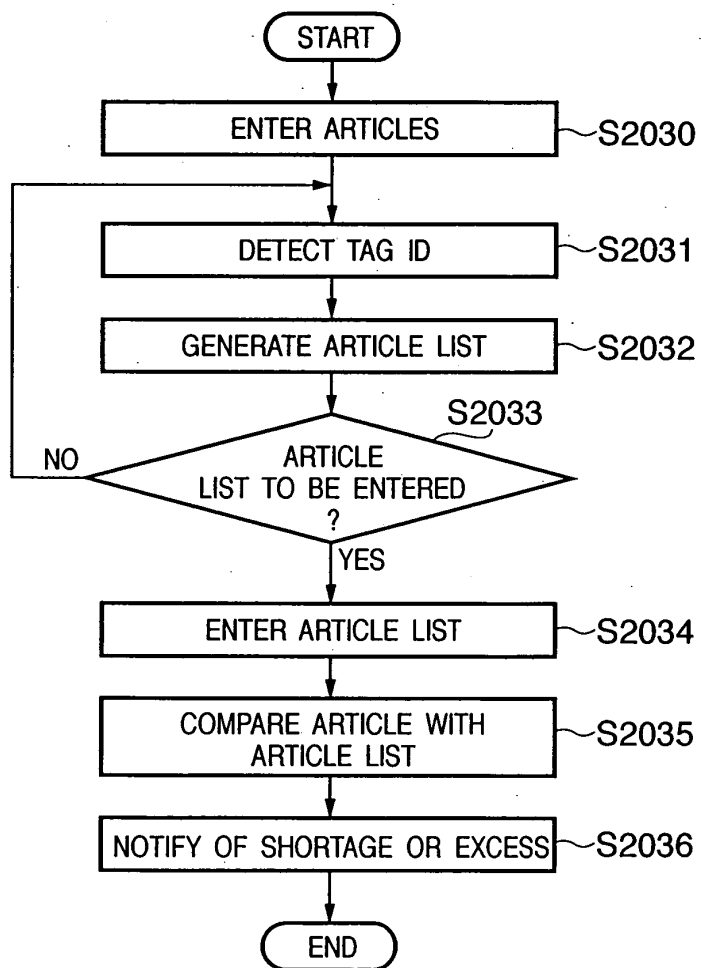 START
ENTER ARTICLES
S2030
DETECT TAG ID
S2031
GENERATE ARTICLE LIST
S2032
S2033
ARTICLE
LIST TO BE ENTERED
?
NO
YES
ENTER ARTICLE LIST
S2034
COMPARE ARTICLE WITH
ARTICLE LIST
S2035
NOTIFY OF SHORTAGE OR EXCESS
S2036
END